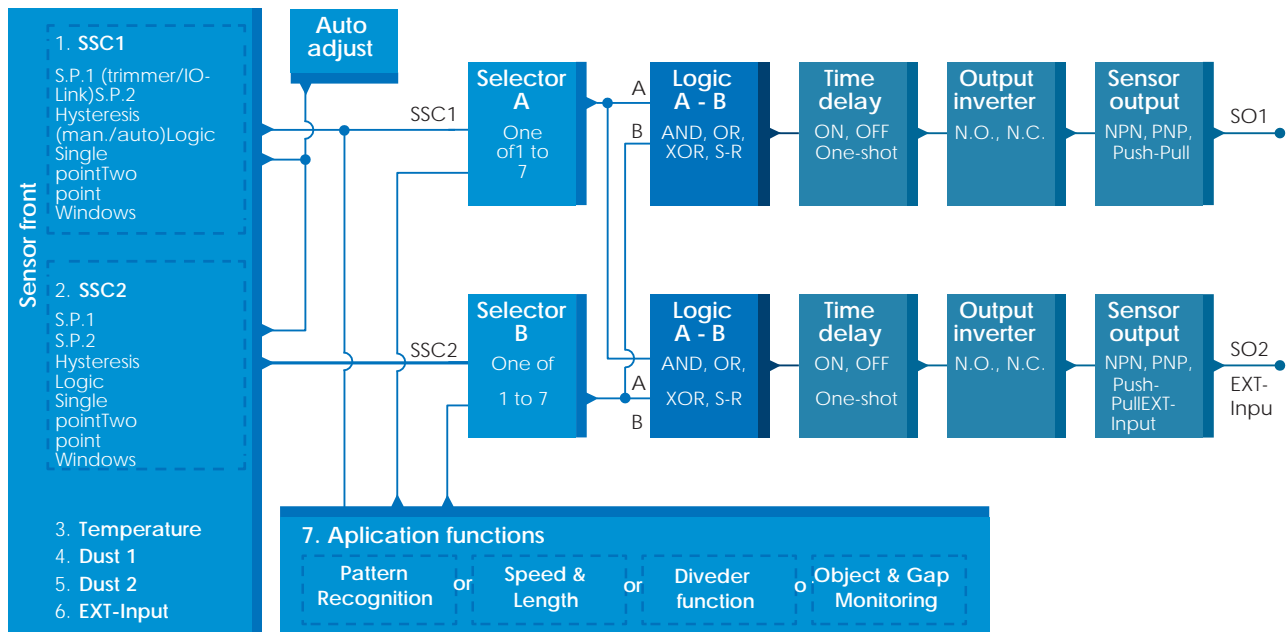 Sensor front
1. SSC1
S.P.1 (trimmer/IO-
Link)S.P.2
Hysteresis
(man./auto)Logic
Single
pointTwo
point
Windows
2. SSC2
S.P.1
S.P.2
Hysteresis
Logic
Single
pointTwo
point
Windows
3. Temperature
4. Dust 1
5. Dust 2
6. EXT-Input
Auto
adjust
SSC1
Selector
A
One
of1 to
7
A
B
Logic
A - B
AND, OR,
XOR, S-R
Time
delay
ON, OFF
One-shot
Output
inverter
N.O., N.C.
Sensor
output
NPN, PNP,
Push-Pull
SO1
SSC2
Selector
B
One of
1 to 7
A
B
Logic
A - B
AND, OR,
XOR, S-R
Time
delay
ON, OFF
One-shot
Output
inverter
N.O., N.C.
Sensor
output
NPN, PNP,
Push-
PullEXT-
Input
SO2
EXT-
Inpu
7. Aplication functions
Pattern
Recognition
or
Speed &
Length
or
Diveder
function
o
Object & Gap
Monitoring